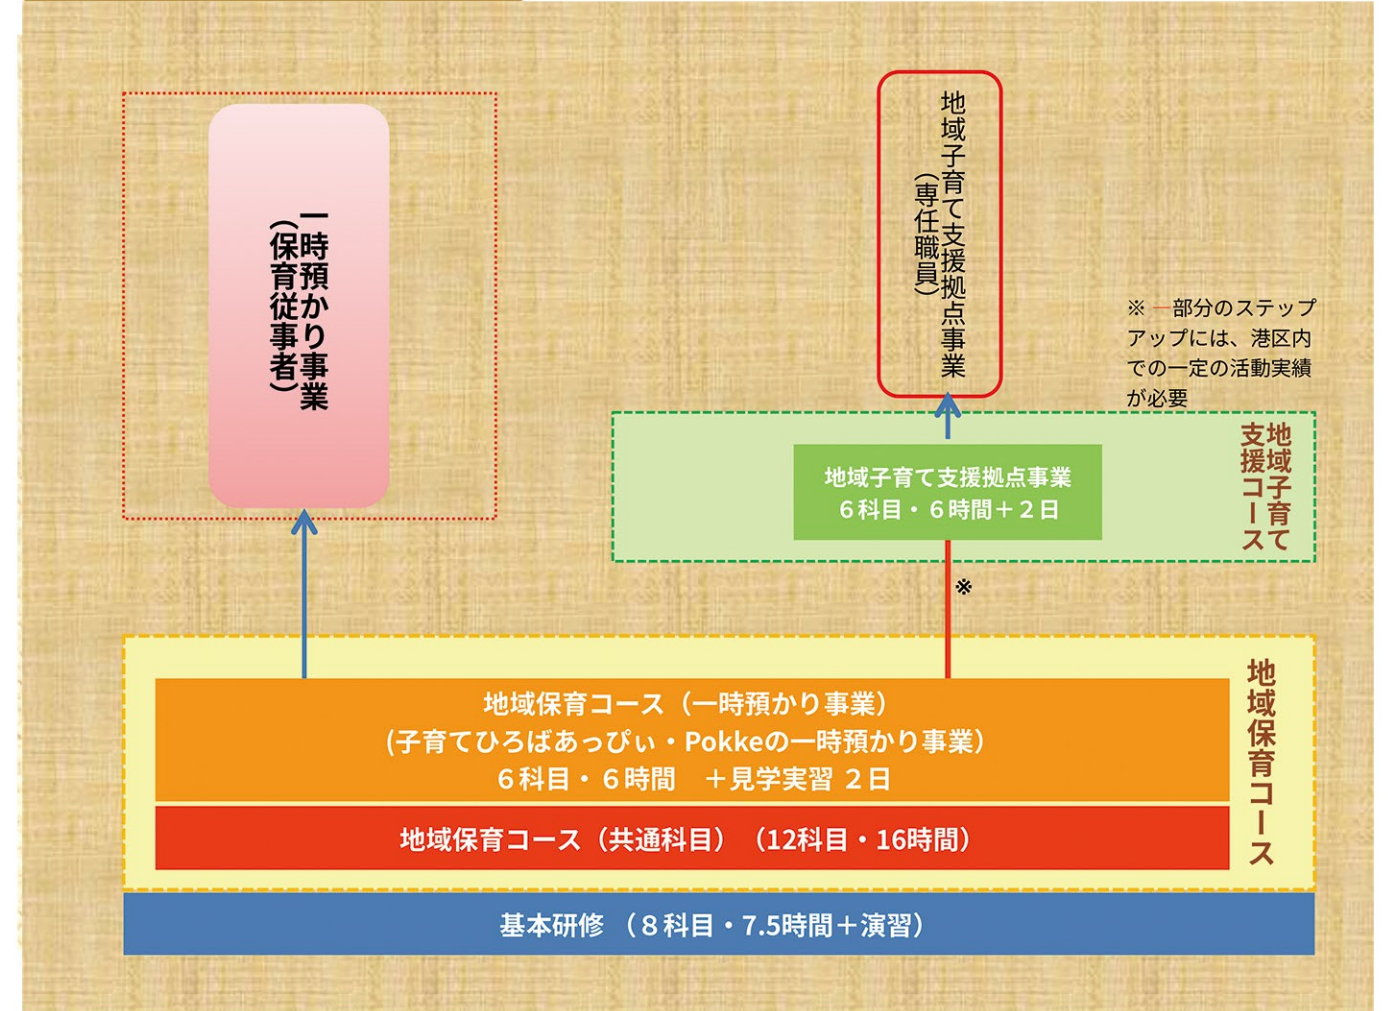 一時預かり事業
（保育従事者）
地域子育て支援拠点事業
（専任職員）
※ ―部分のステップ
アップには、港区内
での一定の活動実績
が必要
地域子育て
支援コース
地域子育て支援拠点事業
６科目・６時間＋２日
※
地域保育コース
地域保育コース（一時預かり事業）
(子育てひろばあっぴぃ・Pokkeの一時預かり事業）
６科目・６時間　＋見学実習 ２日
地域保育コース（共通科目）（12科目・16時間）
基本研修 （８科目・7.5時間＋演習）